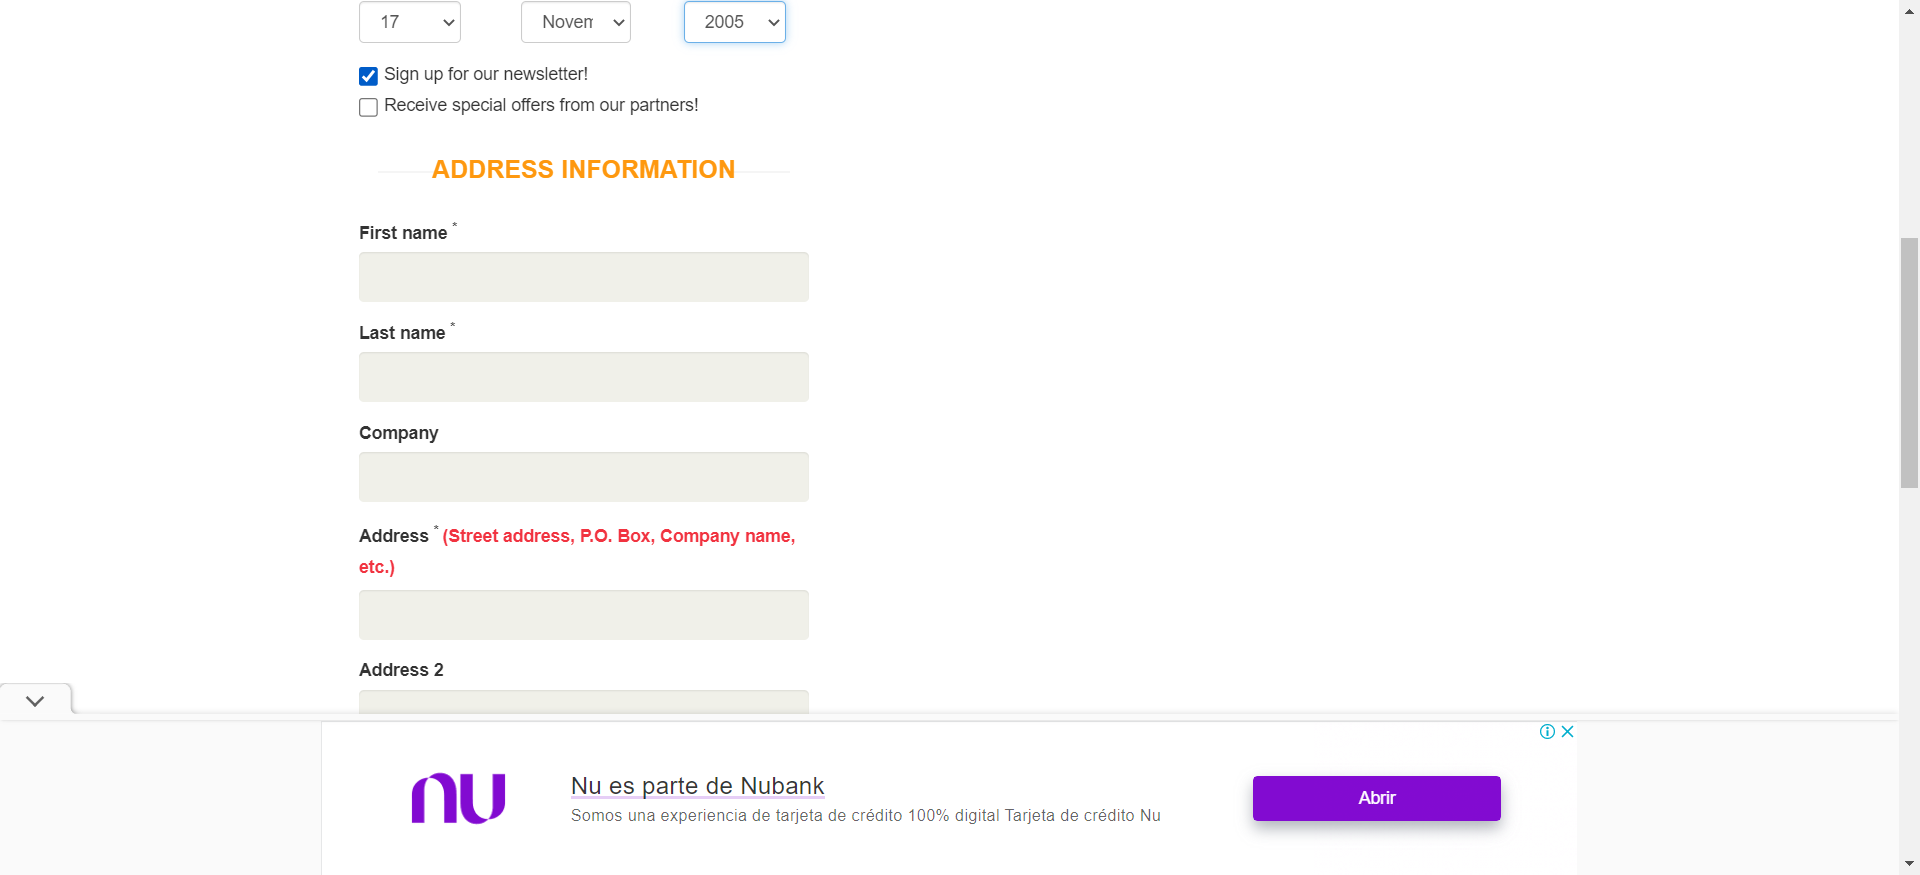 17 Novem 2005
Sign up for our newsletter!
Receive special offers from our partners!
ADDRESS INFORMATION
First name *
Last name *
Company
Address * (Street address, P.O. Box, Company name,
etc.)
Address 2
nu
Nu es parte de Nubank
Somos una experiencia de tarjeta de crédito 100% digital Tarjeta de crédito Nu
Abrir